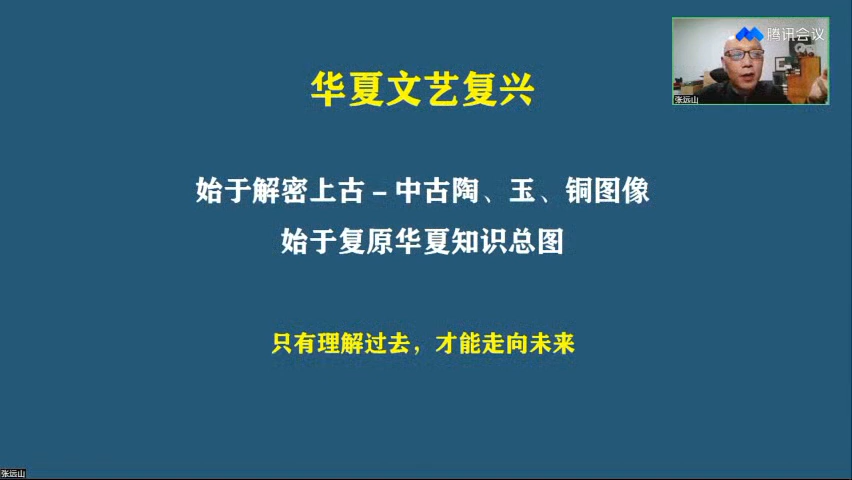 腾讯会议
张远山
华夏文艺复兴
始于解密上古－中古陶、玉、铜图像
始于复原华夏知识总图
只有理解过去，才能走向未来
张远山